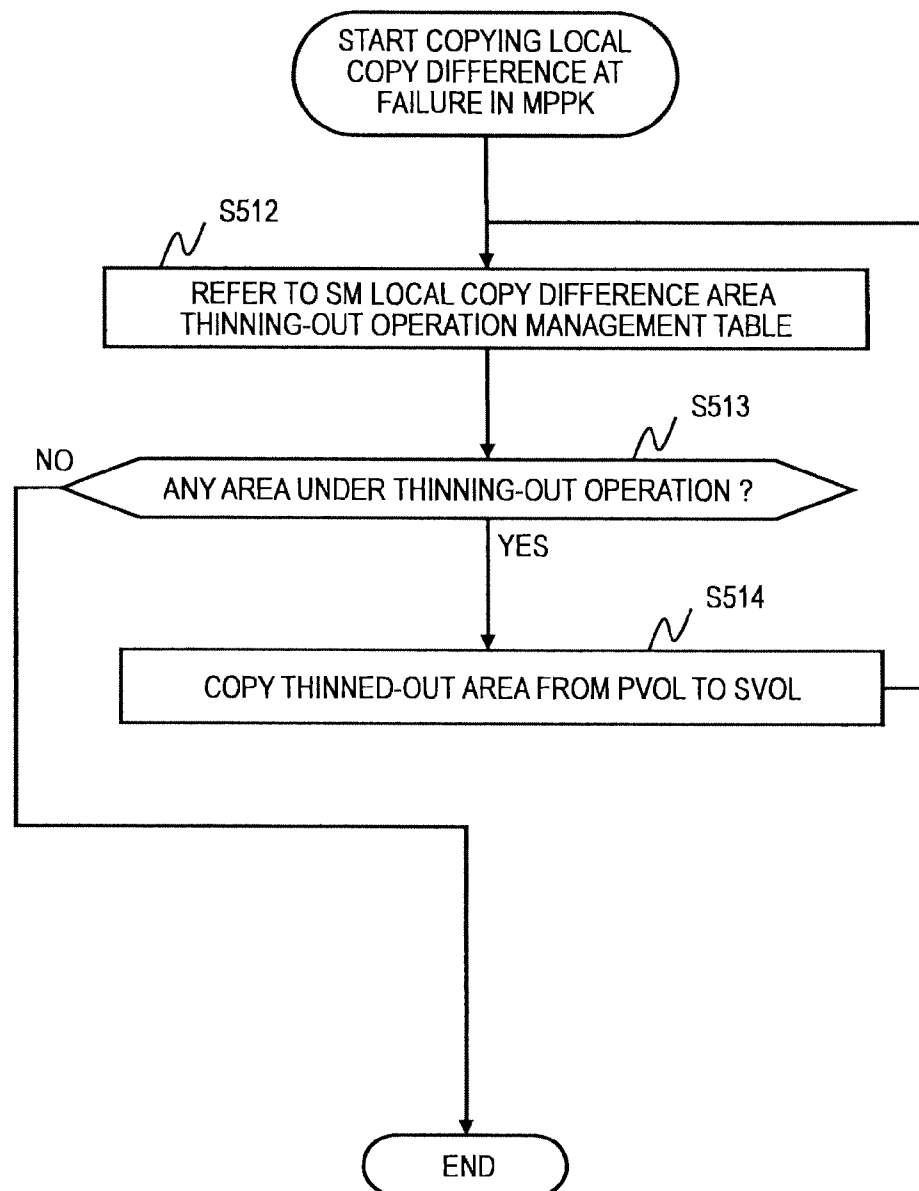 START COPYING LOCAL
COPY DIFFERENCE AT
FAILURE IN MPPK
S512
REFER TO SM LOCAL COPY DIFFERENCE AREA
THINNING-OUT OPERATION MANAGEMENT TABLE
S513
NO
ANY AREA UNDER THINNING-OUT OPERATION ?
YES
S514
COPY THINNED-OUT AREA FROM PVOL TO SVOL
END